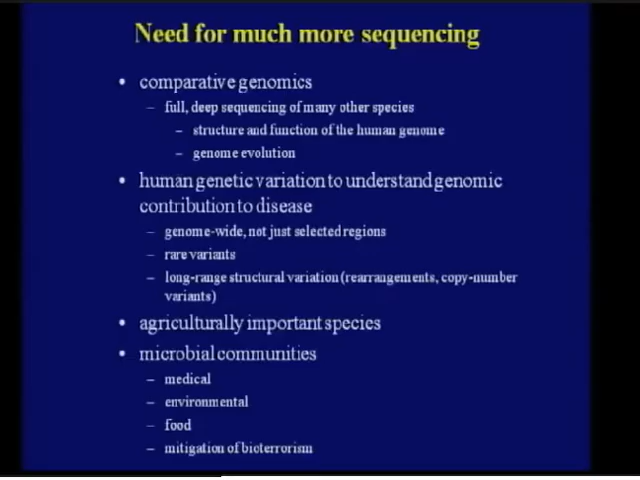 Need for much more sequencing
• comparative genomics
– full, deep sequencing of many other species
– structure and function of the human genome
– genome evolution
• human genetic variation to understand genomic
contribution to disease
– genome-wide, not just selected regions
– rare variants
– long-range structural variation (rearrangements, copy-number
variants)
• agriculturally important species
• microbial communities
– medical
– environmental
– food
– mitigation of bioterrorism